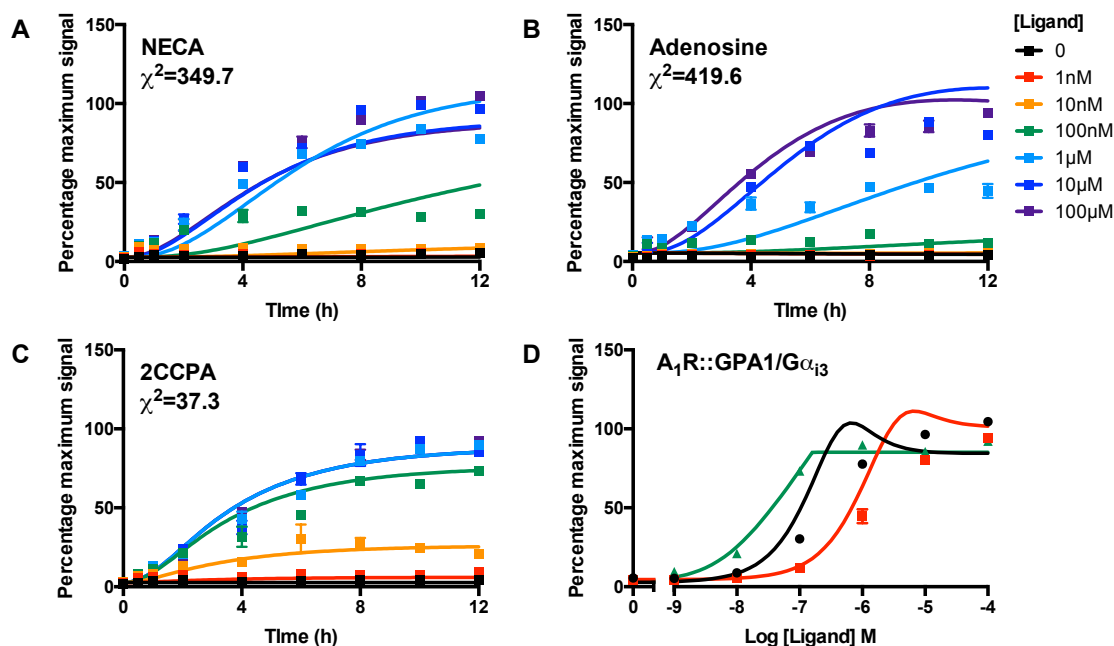 A
NECA
χ²=349.7
Percentage maximum signal
150
100
50
0
0 4 8 12
TIme (h)
B
Adenosine
χ²=419.6
Percentage maximum signal
150
100
50
0
0 4 8 12
TIme (h)
[Ligand]
0
1nM
10nM
100nM
1µM
10µM
100µM
C
2CCPA
χ²=37.3
Percentage maximum signal
150
100
50
0
0 4 8 12
TIme (h)
D
A₁R::GPA1/Gαi3
Percentage maximum signal
150
100
50
0
0 -9 -8 -7 -6 -5 -4
Log [Ligand] M